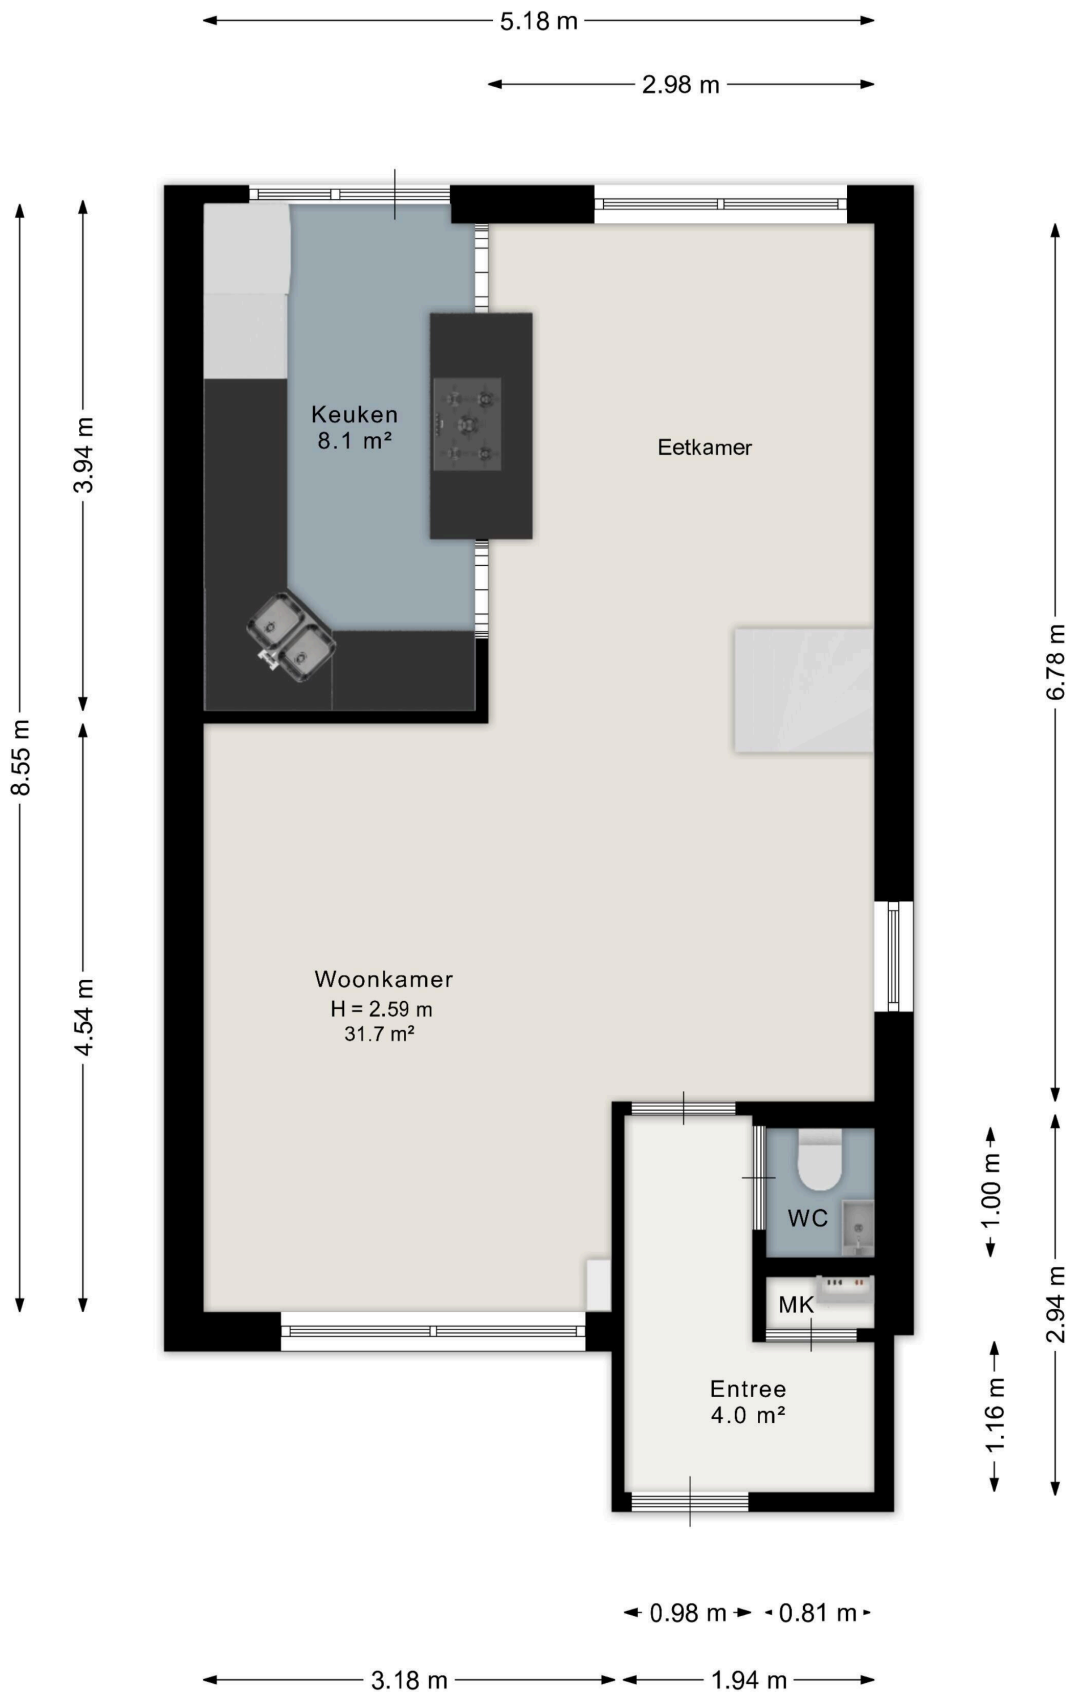 5.18 m
2.98 m
Keuken
8.1 m²
Eetkamer
3.94 m
8.55 m
6.78 m
4.54 m
Woonkamer
H = 2.59 m
31.7 m²
WC
1.00 m
MK
2.94 m
Entree
4.0 m²
1.16 m
0.98 m
0.81 m
3.18 m
1.94 m